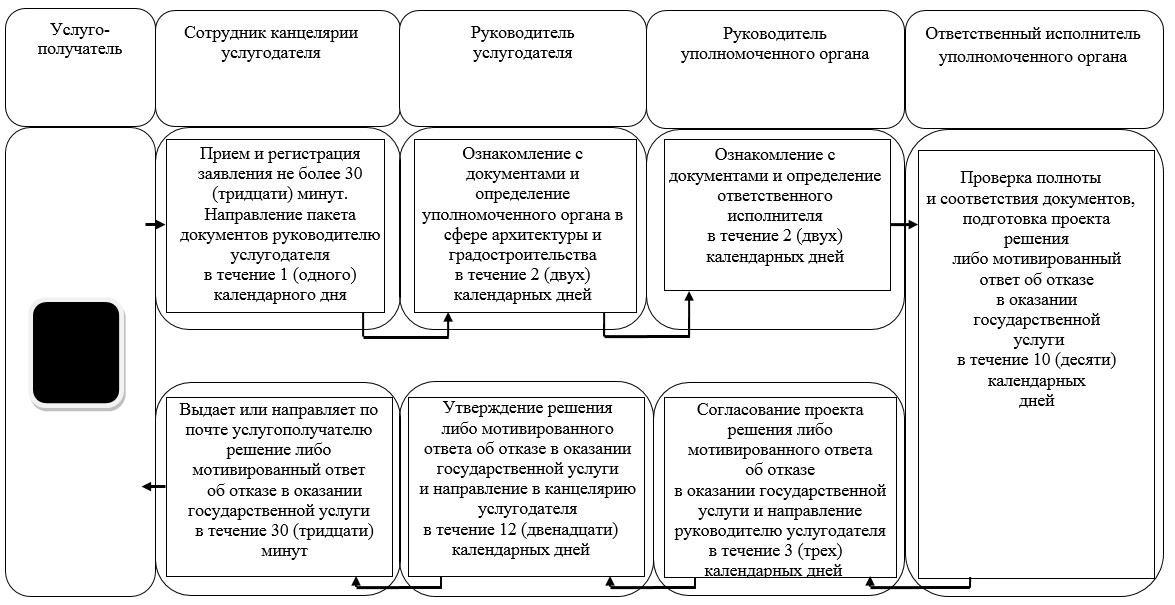 Услуго-
получатель
Сотрудник канцелярии
услугодателя
Руководитель
услугодателя
Руководитель
уполномоченного органа
Ответственный исполнитель
уполномоченного органа
Прием и регистрация
заявления не более 30
(тридцати) минут.
Направление пакета
документов руководителю
услугодателя
в течение 1 (одного)
календарного дня
Ознакомление с
документами и
определение
уполномоченного органа в
сфере архитектуры и
градостроительства
в течение 2 (двух)
календарных дней
Ознакомление с
документами и определение
ответственного
исполнителя
в течение 2 (двух)
календарных дней
Проверка полноты
и соответствия документов,
подготовка проекта
решения
либо мотивированный
ответ об отказе
в оказании
государственной
услуги
в течение 10 (десяти)
календарных
дней
Выдает или направляет по
почте услугополучателю
решение либо
мотивированный ответ
об отказе в оказании
государственной услуги
в течение 30 (тридцати)
минут
Утверждение решения
либо мотивированного
ответа об отказе в оказании
государственной услуги
и направление в канцелярию
услугодателя
в течение 12 (двенадцати)
календарных дней
Согласование проекта
решения либо
мотивированного ответа
об отказе
в оказании государственной
услуги и направление
руководителю услугодателя
в течение 3 (трех)
календарных дней